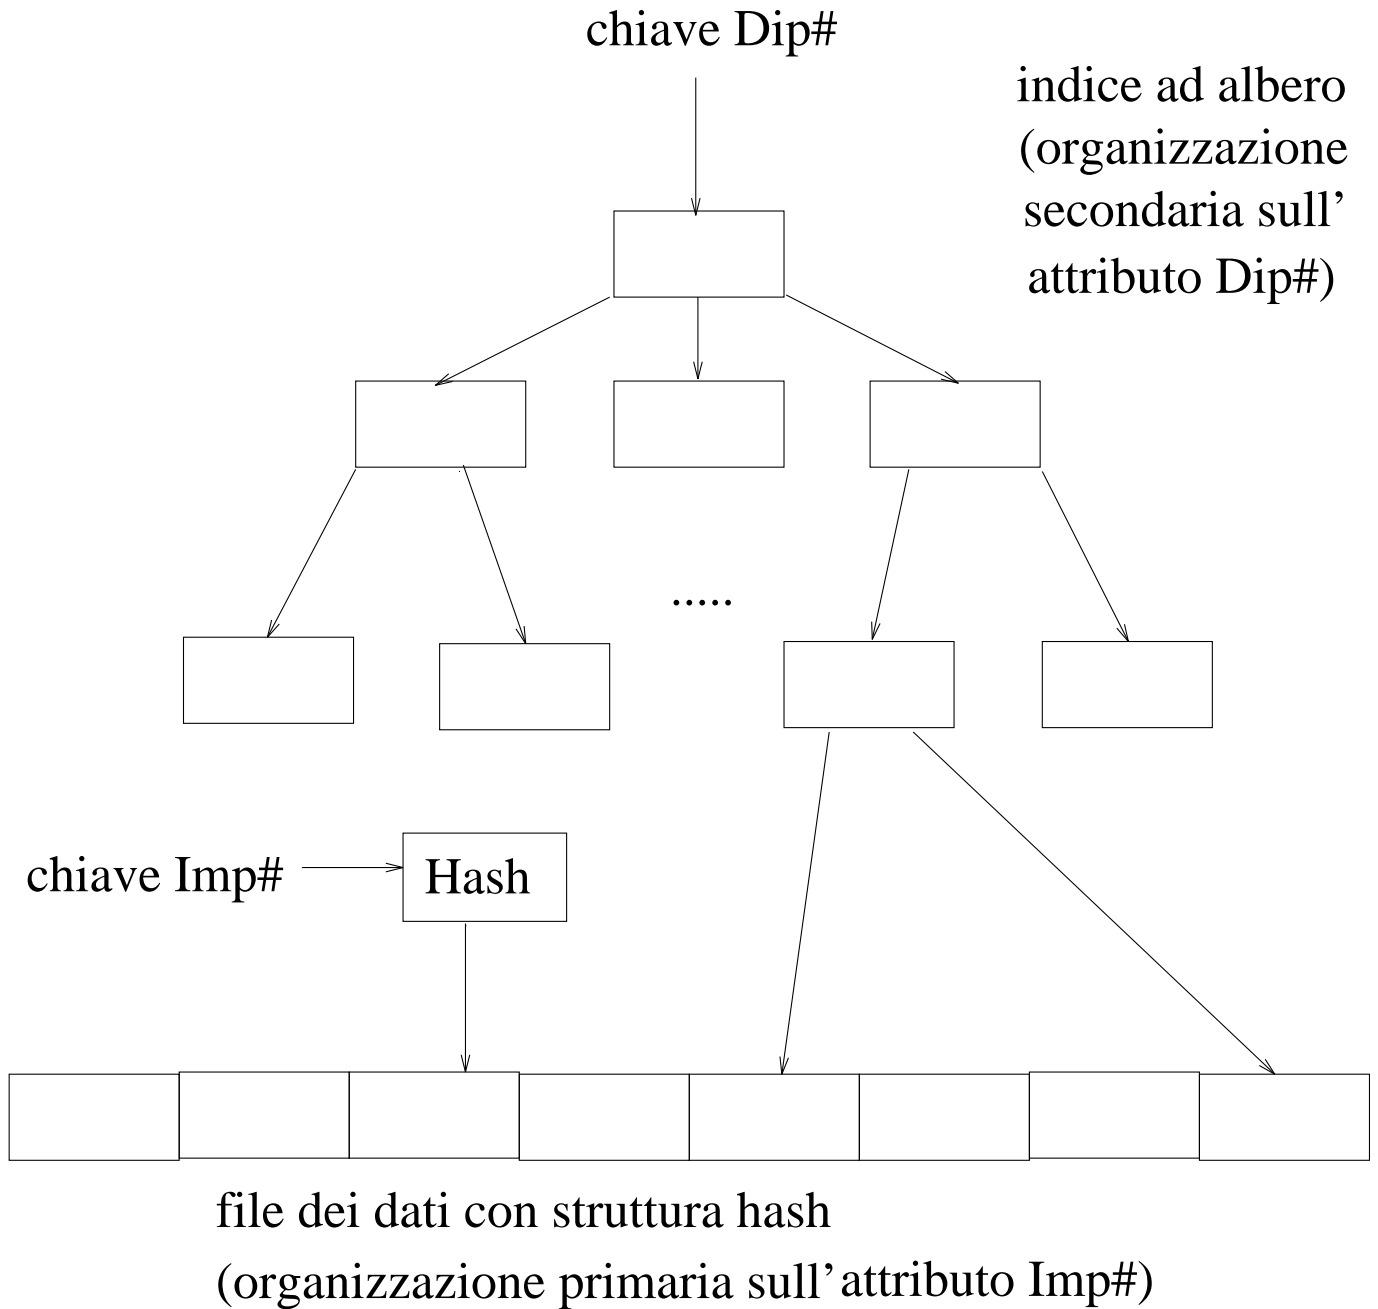 chiave Dip#
indice ad albero
(organizzazione
secondaria sull'
attributo Dip#)
.....
chiave Imp#
Hash
file dei dati con struttura hash
(organizzazione primaria sull'attributo Imp#)